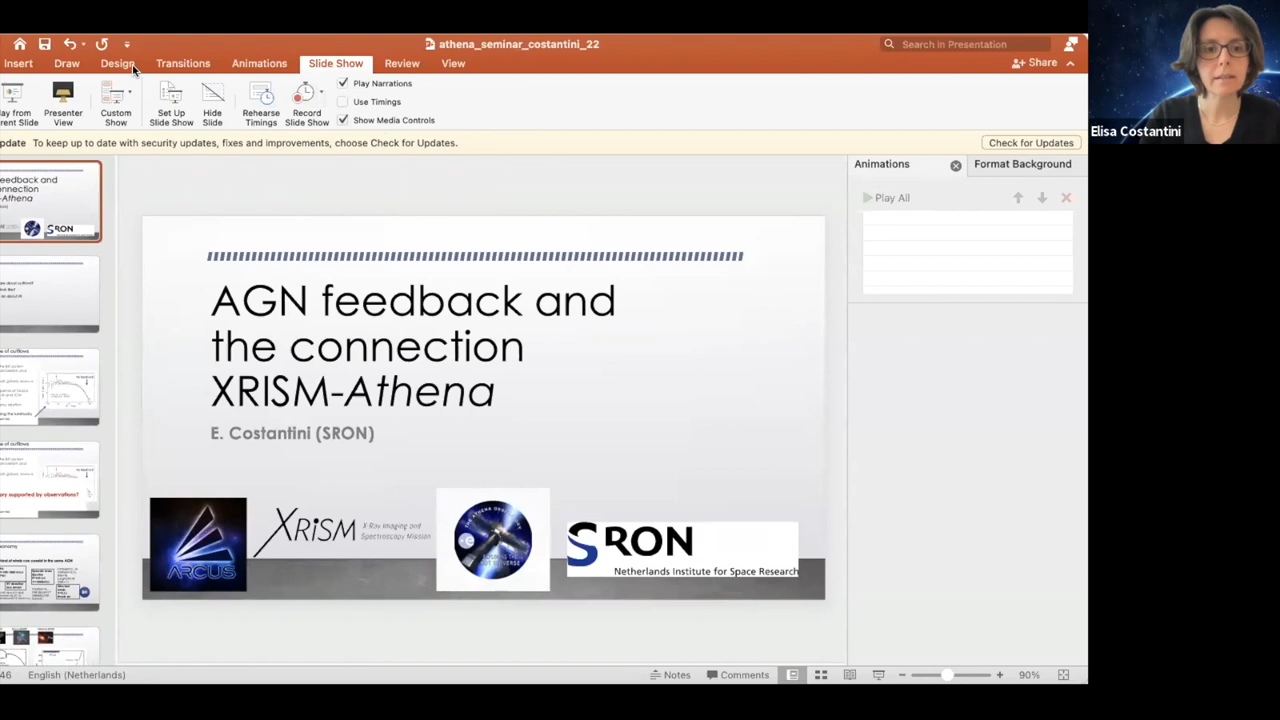 athena_seminar_costantini_22
Search in Presentation
Insert Draw Design Transitions Animations Slide Show Review View
Share
Presenter View
Custom Show
Set Up Slide Show
Hide Slide
Rehearse Timings
Record Slide Show
Play Narrations
Use Timings
Show Media Controls
To keep up to date with security updates, fixes and improvements, choose Check for Updates.
Check for Updates
Elisa Costantini
Animations
Format Background
Play All
AGN feedback and
the connection
XRISM-Athena
E. Costantini (SRON)
ARCUS
XRISM
X-Ray Imaging and
Spectroscopy Mission
SRON
Netherlands Institute for Space Research
46
English (Netherlands)
Notes
Comments
90%